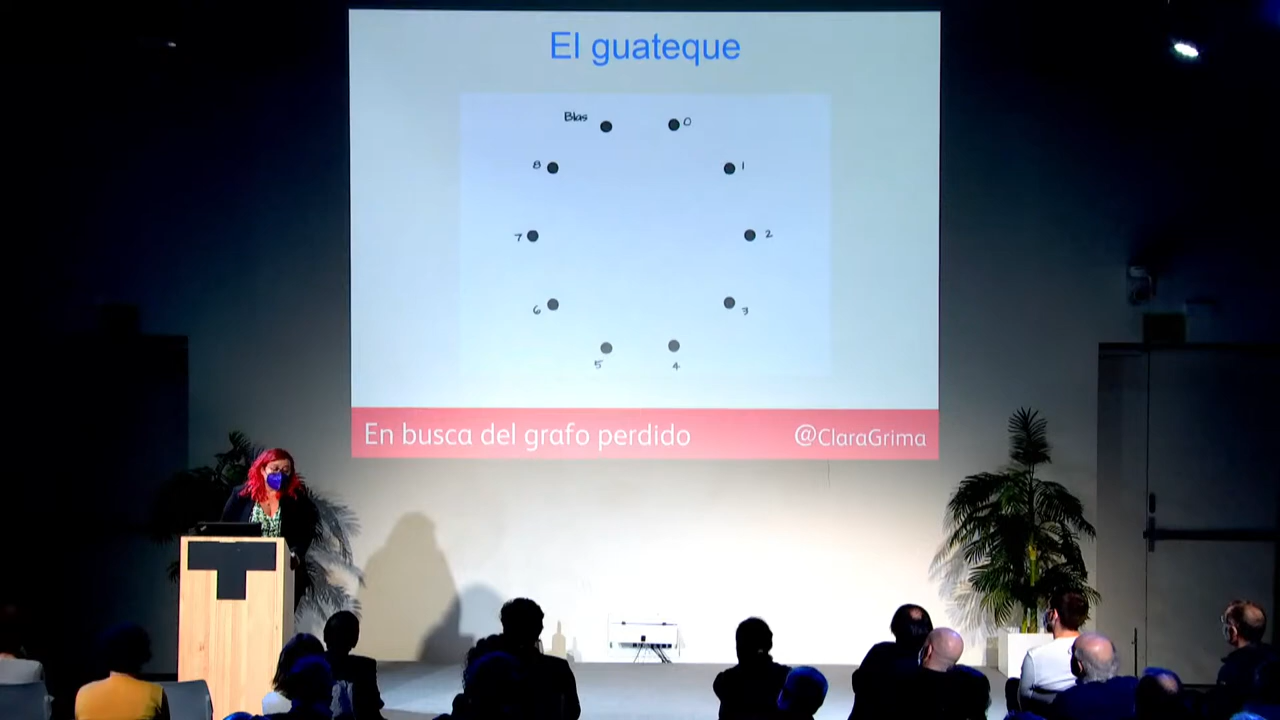 El guateque
Blas
0
8
1
7
2
6
3
5
4
En busca del grafo perdido
@ClaraGrima